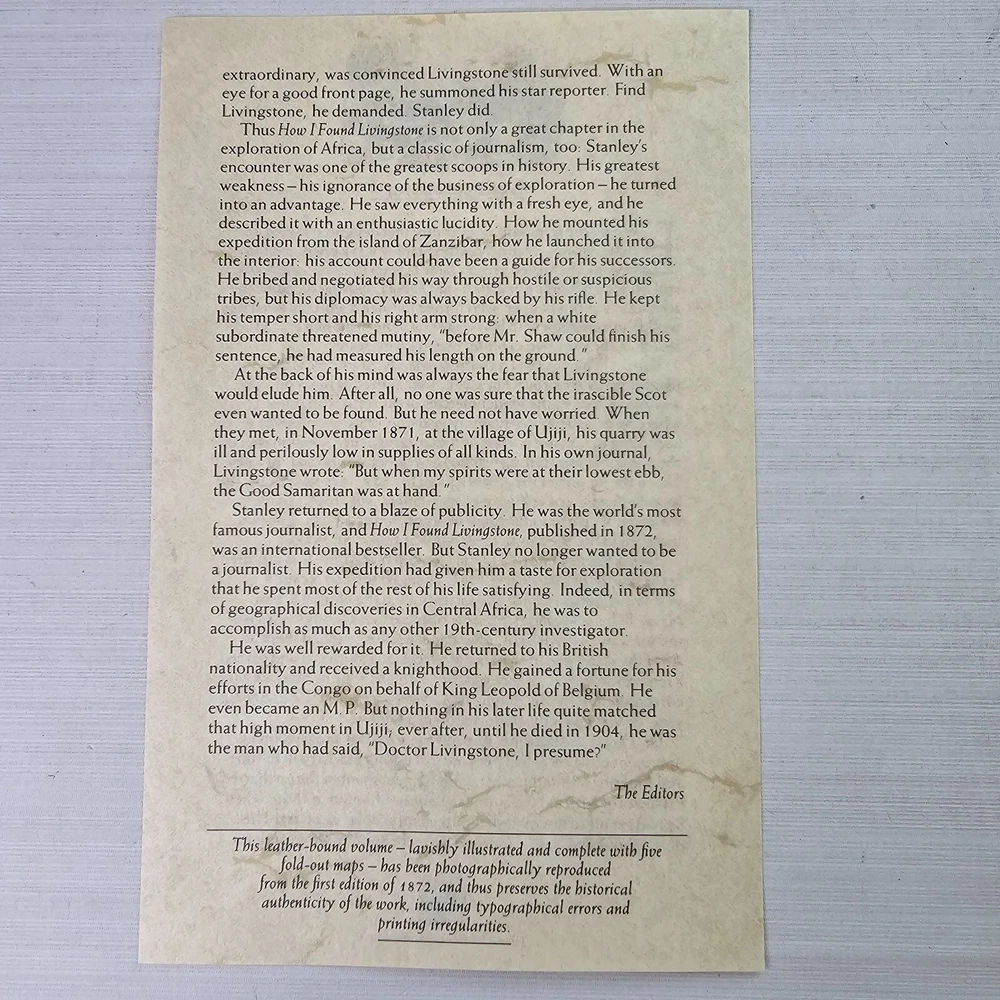 extraordinary, was convinced Livingstone still survived. With an
eye for a good front page, he summoned his star reporter. Find
Livingstone, he demanded. Stanley did.
Thus How I Found Livingstone is not only a great chapter in the
exploration of Africa, but a classic of journalism, too: Stanley's
encounter was one of the greatest scoops in history. His greatest
weakness – his ignorance of the business of exploration – he turned
into an advantage. He saw everything with a fresh eye, and he
described it with an enthusiastic lucidity. How he mounted his
expedition from the island of Zanzibar, how he launched it into
the interior: his account could have been a guide for his successors.
He bribed and negotiated his way through hostile or suspicious
tribes, but his diplomacy was always backed by his rifle. He kept
his temper short and his right arm strong: when a white
subordinate threatened mutiny, "before Mr. Shaw could finish his
sentence, he had measured his length on the ground."
At the back of his mind was always the fear that Livingstone
would elude him. After all, no one was sure that the irascible Scot
even wanted to be found. But he need not have worried. When
they met, in November 1871, at the village of Ujiji, his quarry was
ill and perilously low in supplies of all kinds. In his own journal,
Livingstone wrote: "But when my spirits were at their lowest ebb,
the Good Samaritan was at hand."
Stanley returned to a blaze of publicity. He was the world's most
famous journalist, and How I Found Livingstone, published in 1872,
was an international bestseller. But Stanley no longer wanted to be
a journalist. His expedition had given him a taste for exploration
that he spent most of the rest of his life satisfying. Indeed, in terms
of geographical discoveries in Central Africa, he was to
accomplish as much as any other 19th-century investigator.
He was well rewarded for it. He returned to his British
nationality and received a knighthood. He gained a fortune for his
efforts in the Congo on behalf of King Leopold of Belgium. He
even became an M.P. But nothing in his later life quite matched
that high moment in Ujiji; ever after, until he died in 1904, he was
the man who had said, "Doctor Livingstone, I presume?"
The Editors
This leather-bound volume – lavishly illustrated and complete with five
fold-out maps – has been photographically reproduced
from the first edition of 1872, and thus preserves the historical
authenticity of the work, including typographical errors and
printing irregularities.